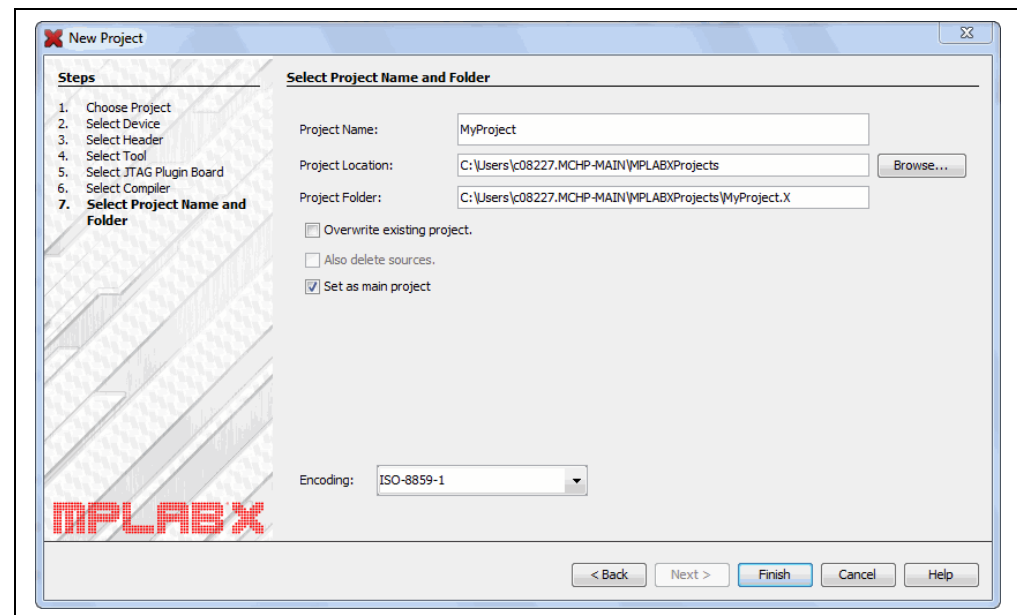 New Project
Steps
1. Choose Project
2. Select Device
3. Select Header
4. Select Tool
5. Select JTAG Plugin Board
6. Select Compiler
7. Select Project Name and
Folder
MPLABX
Select Project Name and Folder
Project Name: MyProject
Project Location: C:\Users\c08227.MCHP-MAIN\MPLABXProjects Browse...
Project Folder: C:\Users\c08227.MCHP-MAIN\MPLABXProjects\MyProject.X
Overwrite existing project.
Also delete sources.
Set as main project
Encoding: ISO-8859-1
< Back Next > Finish Cancel Help